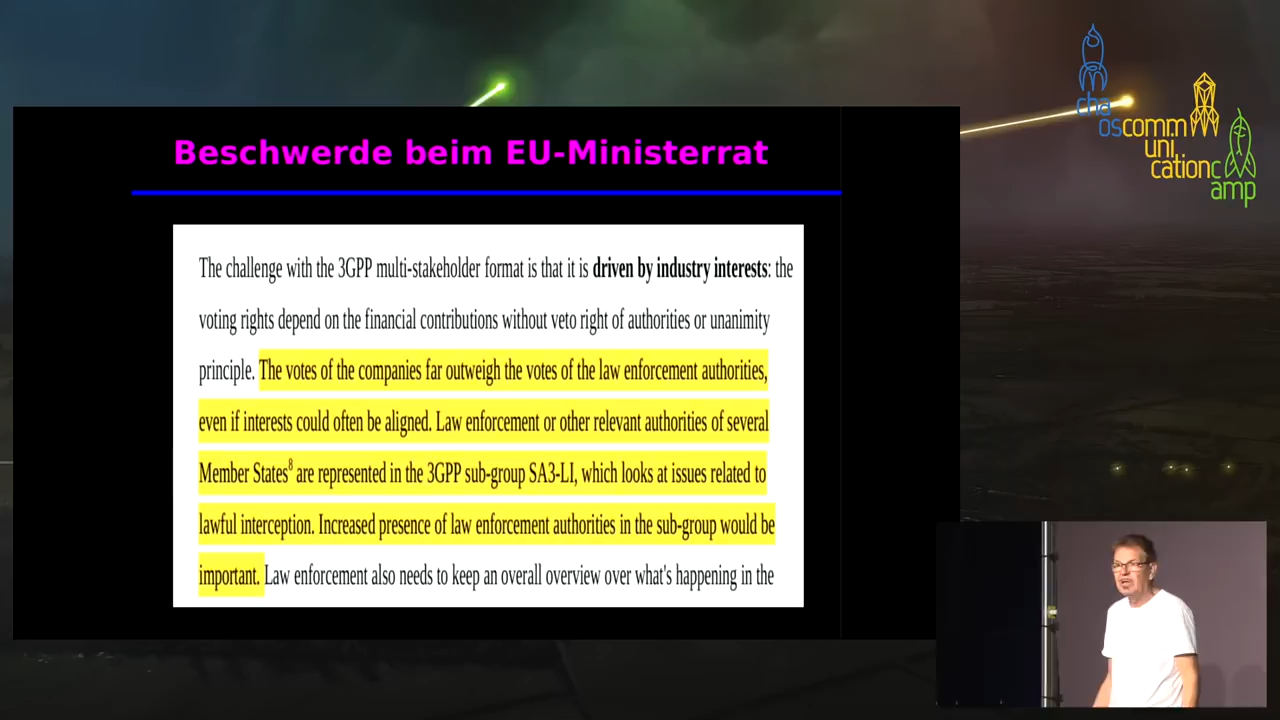 Beschwerde beim EU-Ministerrat
The challenge with the 3GPP multi-stakeholder format is that it is driven by industry interests: the
voting rights depend on the financial contributions without veto right of authorities or unanimity
principle. The votes of the companies far outweigh the votes of the law enforcement authorities,
even if interests could often be aligned. Law enforcement or other relevant authorities of several
Member States8 are represented in the 3GPP sub-group SA3-LI, which looks at issues related to
lawful interception. Increased presence of law enforcement authorities in the sub-group would be
important. Law enforcement also needs to keep an overall overview over what's happening in the
cha
oscomm
uni
cationc
amp